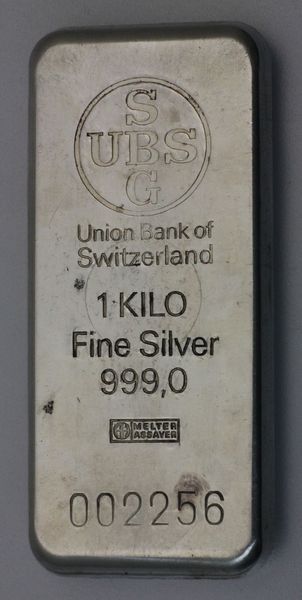 S
UBS
G
Union Bank of
Switzerland
1 KILO
Fine Silver
999,0
MELTER
ASSAYER
002256